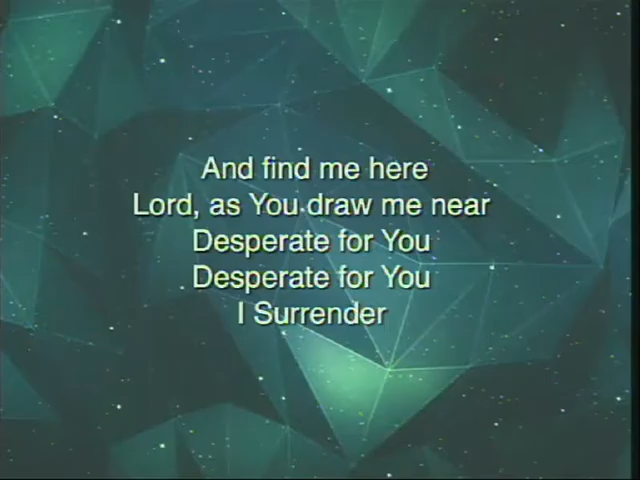 And find me here
Lord, as You draw me near
Desperate for You
Desperate for You
I Surrender